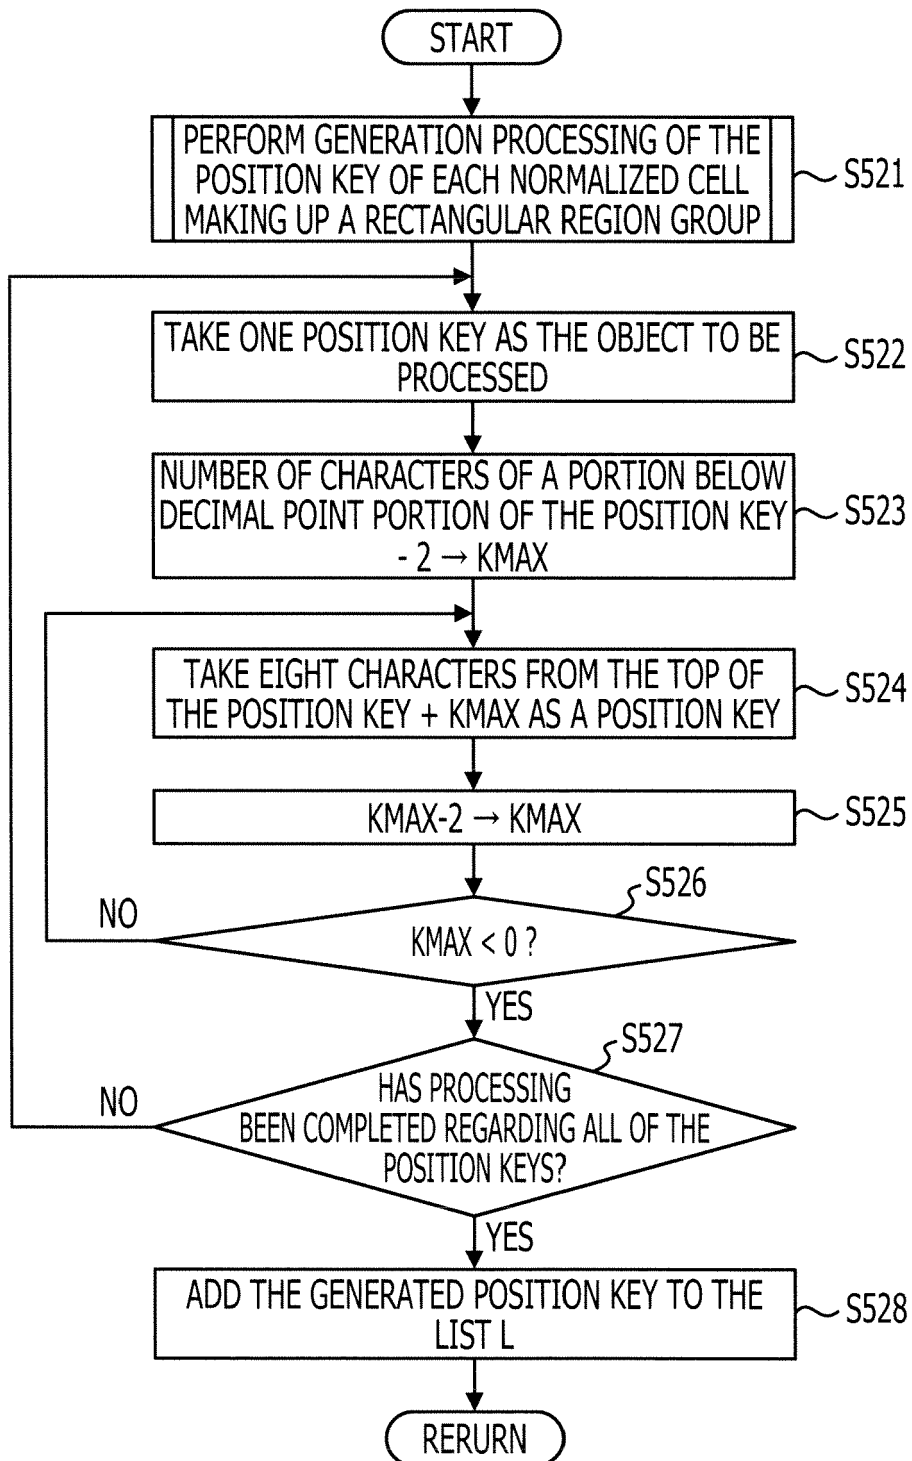 START
PERFORM GENERATION PROCESSING OF THE
POSITION KEY OF EACH NORMALIZED CELL
MAKING UP A RECTANGULAR REGION GROUP
S521
TAKE ONE POSITION KEY AS THE OBJECT TO BE
PROCESSED
S522
NUMBER OF CHARACTERS OF A PORTION BELOW
DECIMAL POINT PORTION OF THE POSITION KEY
- 2 → KMAX
S523
TAKE EIGHT CHARACTERS FROM THE TOP OF
THE POSITION KEY + KMAX AS A POSITION KEY
S524
KMAX-2 → KMAX
S525
S526
NO
KMAX < 0 ?
YES
S527
NO
HAS PROCESSING
BEEN COMPLETED REGARDING ALL OF THE
POSITION KEYS?
YES
ADD THE GENERATED POSITION KEY TO THE
LIST L
S528
RERURN